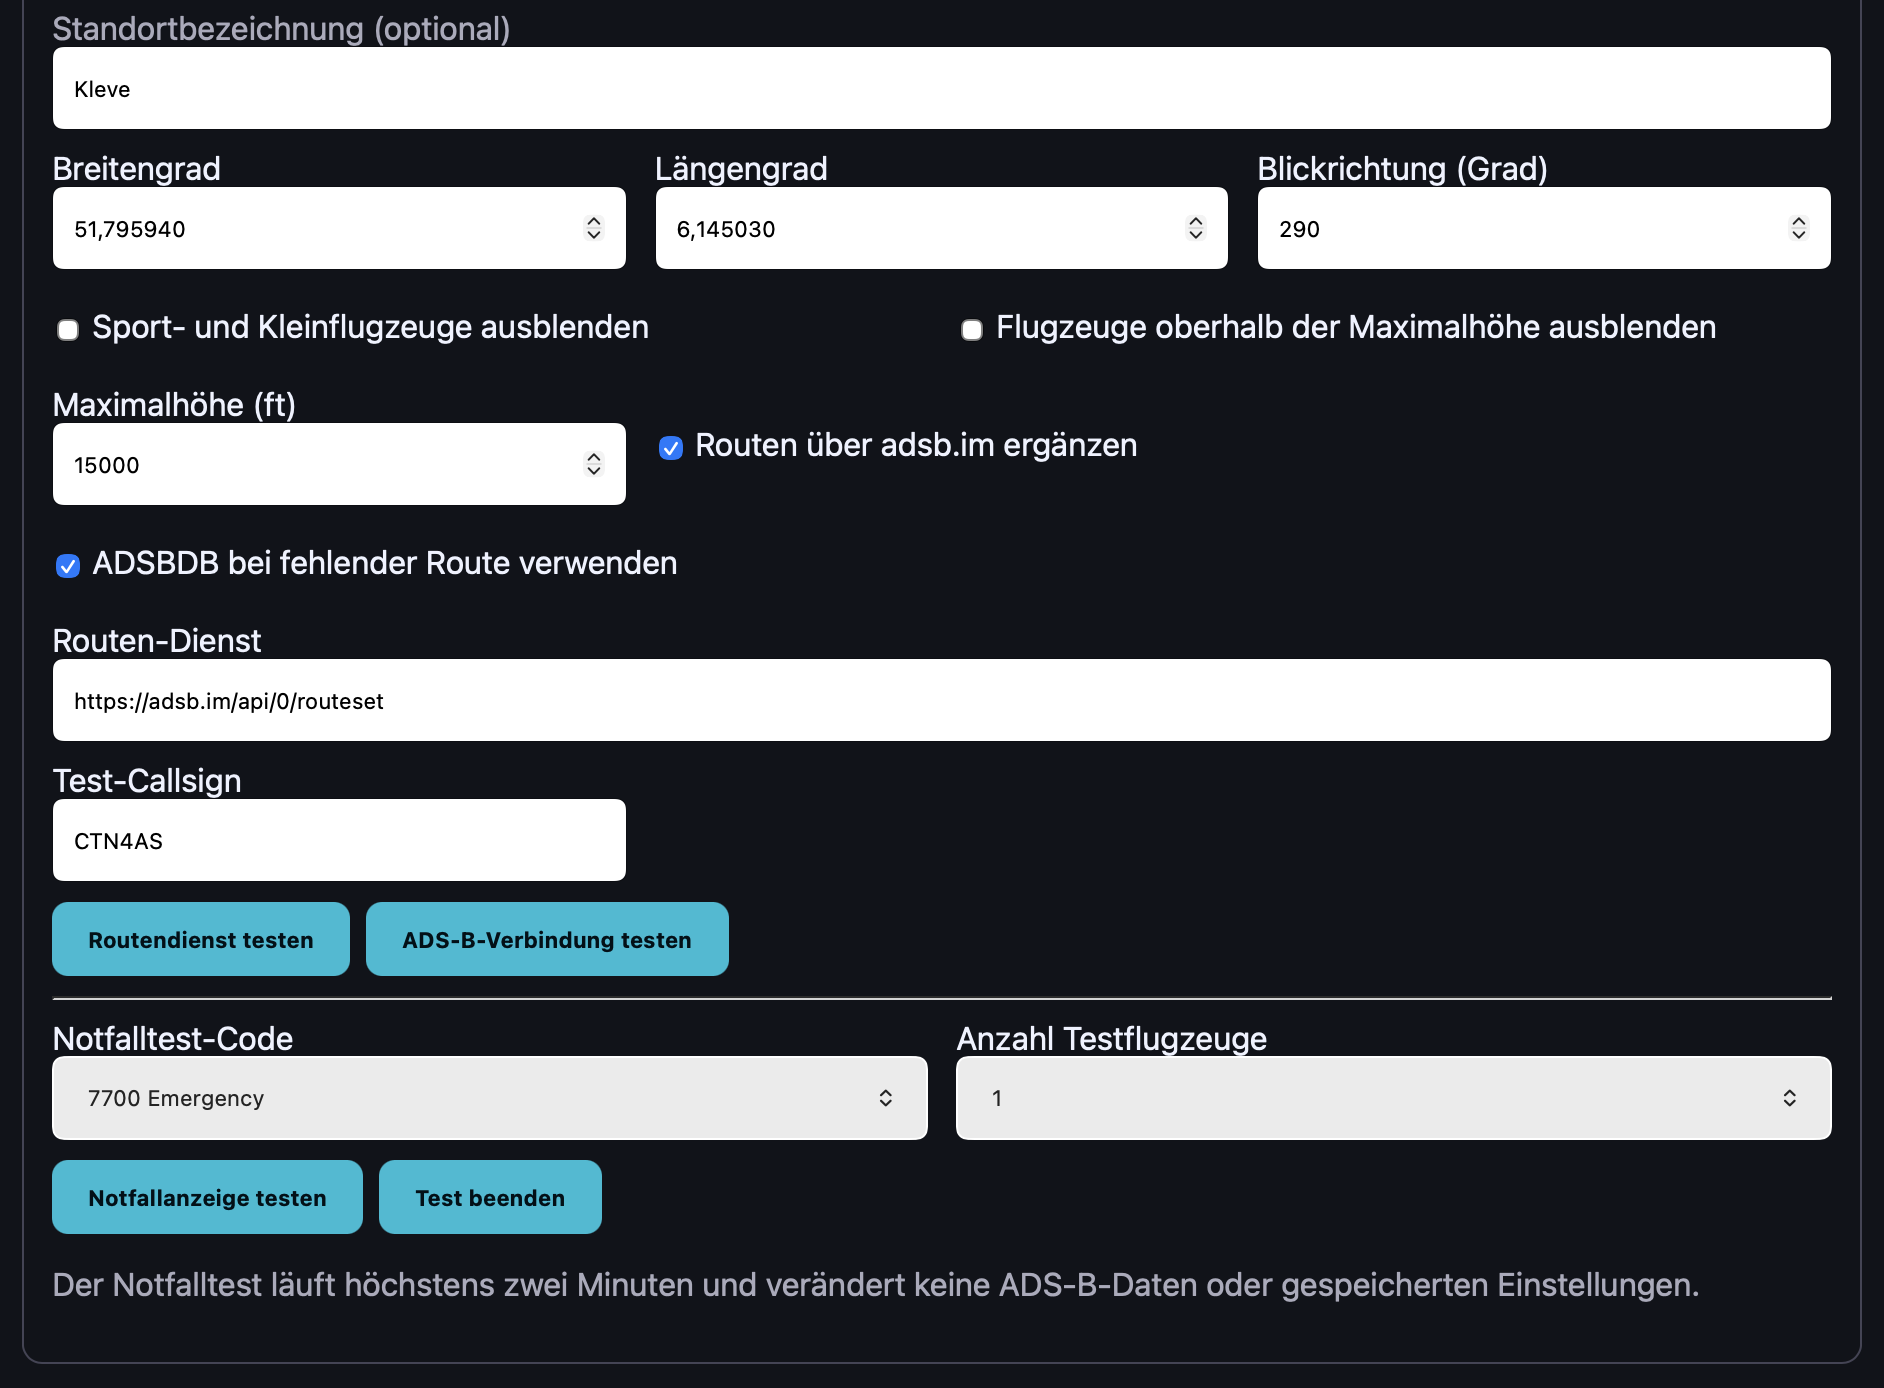 Standortbezeichnung (optional)
Kleve
Breitengrad
Längengrad
Blickrichtung (Grad)
51,795940
6,145030
290
Sport- und Kleinflugzeuge ausblenden
Flugzeuge oberhalb der Maximalhöhe ausblenden
Maximalhöhe (ft)
15000
Routen über adsb.im ergänzen
ADSBDB bei fehlender Route verwenden
Routen-Dienst
https://adsb.im/api/0/routeset
Test-Callsign
CTN4AS
Routendienst testen
ADS-B-Verbindung testen
Notfalltest-Code
Anzahl Testflugzeuge
7700 Emergency
1
Notfallanzeige testen
Test beenden
Der Notfalltest läuft höchstens zwei Minuten und verändert keine ADS-B-Daten oder gespeicherten Einstellungen.